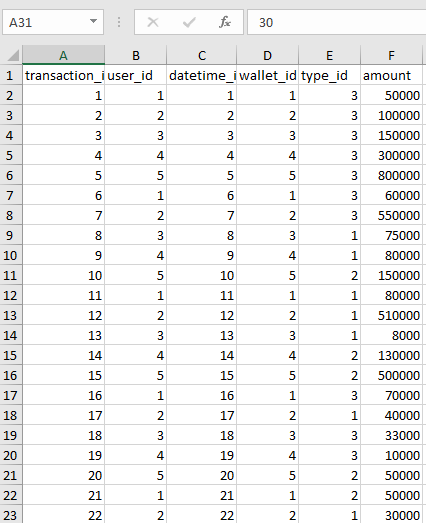 A31 fx 30
A B C D E F
1 transaction_i user_id datetime_i wallet_id type_id amount
2 1 1 1 1 3 50000
3 2 2 2 2 3 100000
4 3 3 3 3 3 150000
5 4 4 4 4 3 300000
6 5 5 5 5 3 800000
7 6 1 6 1 3 60000
8 7 2 7 2 3 550000
9 8 3 8 3 1 75000
10 9 4 9 4 1 80000
11 10 5 10 5 2 150000
12 11 1 11 1 1 80000
13 12 2 12 2 1 510000
14 13 3 13 3 1 8000
15 14 4 14 4 2 130000
16 15 5 15 5 2 500000
17 16 1 16 1 3 70000
18 17 2 17 2 1 40000
19 18 3 18 3 3 33000
20 19 4 19 4 3 10000
21 20 5 20 5 2 50000
22 21 1 21 1 2 50000
23 22 2 22 2 1 30000